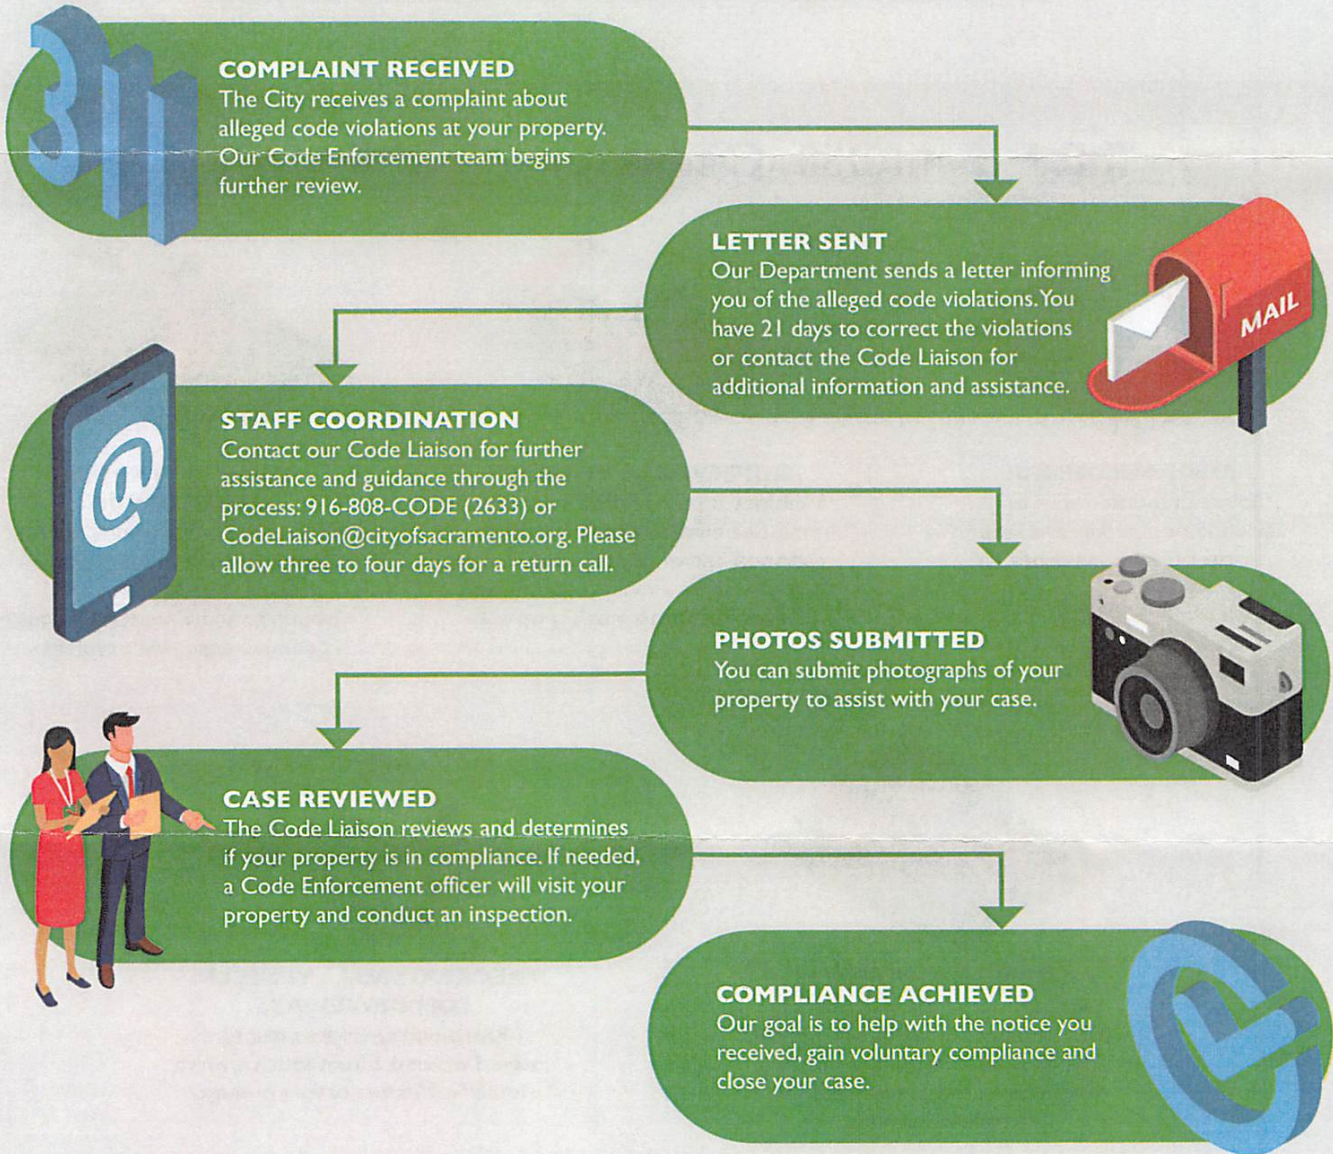 311
COMPLAINT RECEIVED
The City receives a complaint about
alleged code violations at your property.
Our Code Enforcement team begins
further review.
LETTER SENT
Our Department sends a letter informing
you of the alleged code violations. You
have 21 days to correct the violations
or contact the Code Liaison for
additional information and assistance.
MAIL
@
STAFF COORDINATION
Contact our Code Liaison for further
assistance and guidance through the
process: 916-808-CODE (2633) or
CodeLiaison@cityofsacramento.org. Please
allow three to four days for a return call.
PHOTOS SUBMITTED
You can submit photographs of your
property to assist with your case.
CASE REVIEWED
The Code Liaison reviews and determines
if your property is in compliance. If needed,
a Code Enforcement officer will visit your
property and conduct an inspection.
COMPLIANCE ACHIEVED
Our goal is to help with the notice you
received, gain voluntary compliance and
close your case.